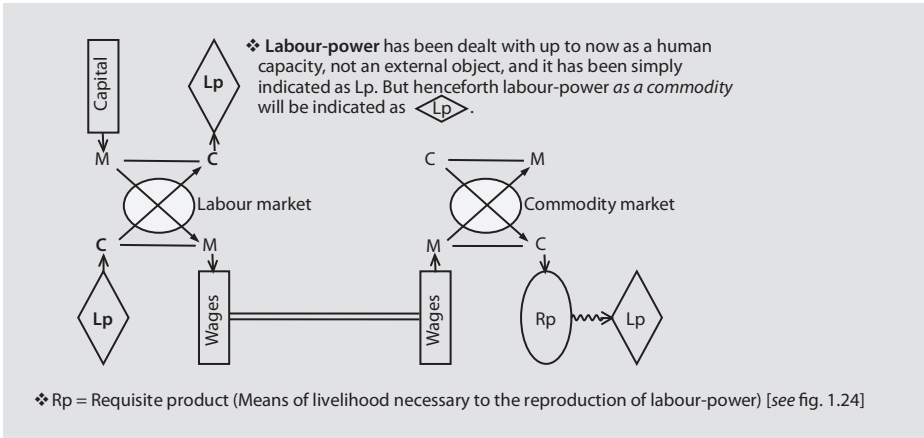 ❖ Labour-power has been dealt with up to now as a human
capacity, not an external object, and it has been simply
indicated as Lp. But henceforth labour-power as a commodity
will be indicated as Lp.
Capital
Lp
M C
C M
Labour market
Commodity market
C M
M C
Lp
Wages
Wages
Rp
Lp
❖ Rp = Requisite product (Means of livelihood necessary to the reproduction of labour-power) [see fig. 1.24]